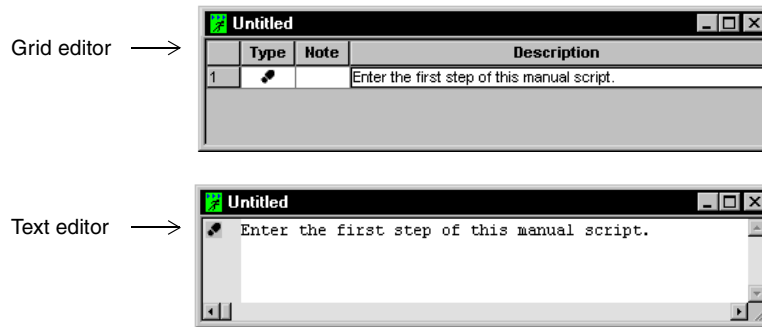 Untitled
Grid editor
Type Note Description
1 Enter the first step of this manual script.
Untitled
Text editor
Enter the first step of this manual script.